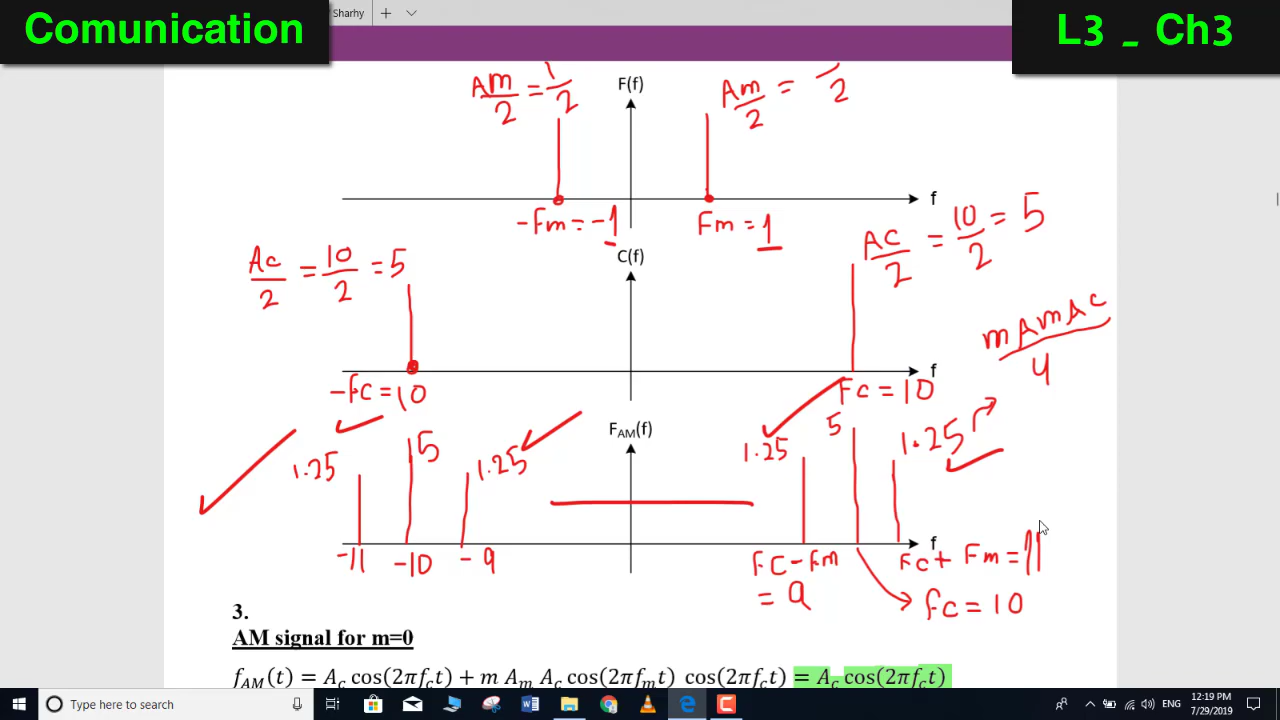 Sharhy
Comunication
L3 _ Ch3
Am/2 = 1/2
F(f)
Am/2 = 1/2
f
-Fm = -1
Fm = 1
Ac/2 = 10/2 = 5
C(f)
Ac/2 = 10/2 = 5
mAmAc/4
f
-fc = 10
Fc = 10
1.25
5
1.25
FAM(f)
1.25
5
1.25
f
-11
-10
-9
FC-Fm
= 9
Fc + Fm = 11
fc = 10
3.
AM signal for m=0
fAM(t) = Ac cos(2πfct) + m Am Ac cos(2πfmt) cos(2πfct) = Ac cos(2πfct)
Type here to search
ENG
12:19 PM
7/29/2019